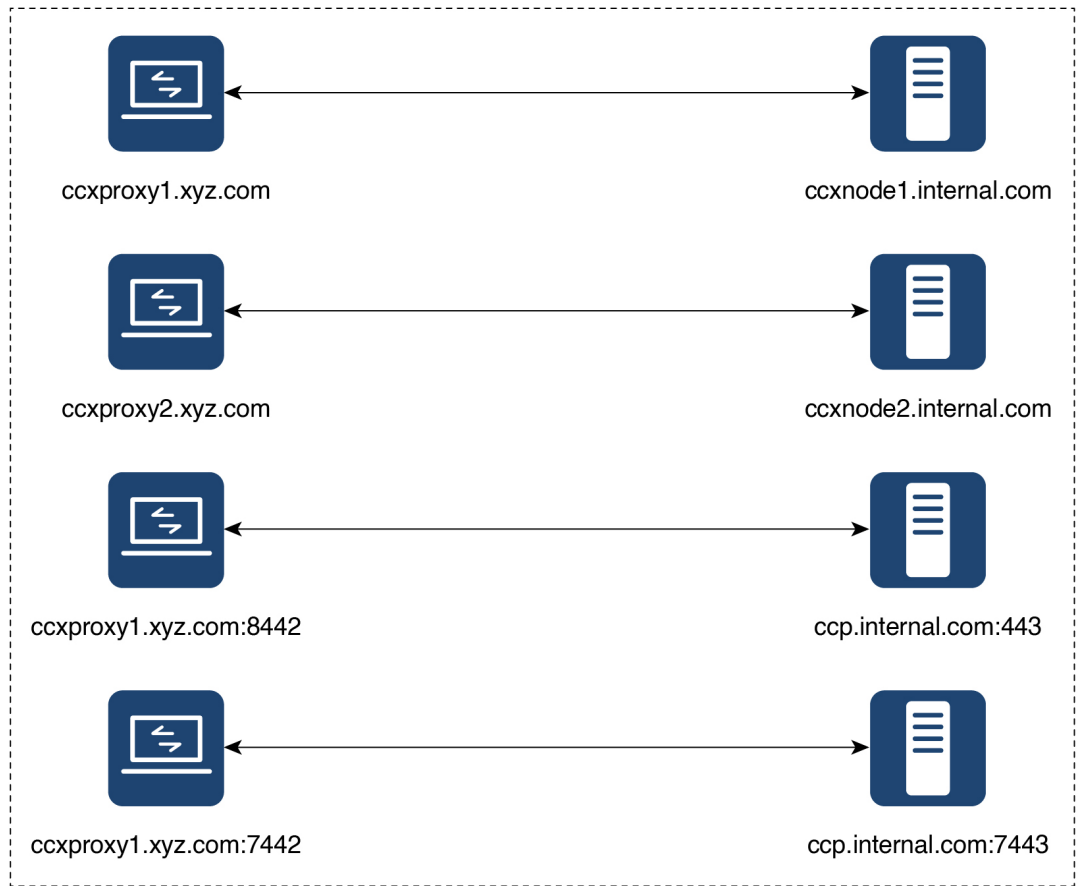 ccxproxy1.xyz.com
ccxnode1.internal.com
ccxproxy2.xyz.com
ccxnode2.internal.com
ccxproxy1.xyz.com:8442
ccp.internal.com:443
ccxproxy1.xyz.com:7442
ccp.internal.com:7443